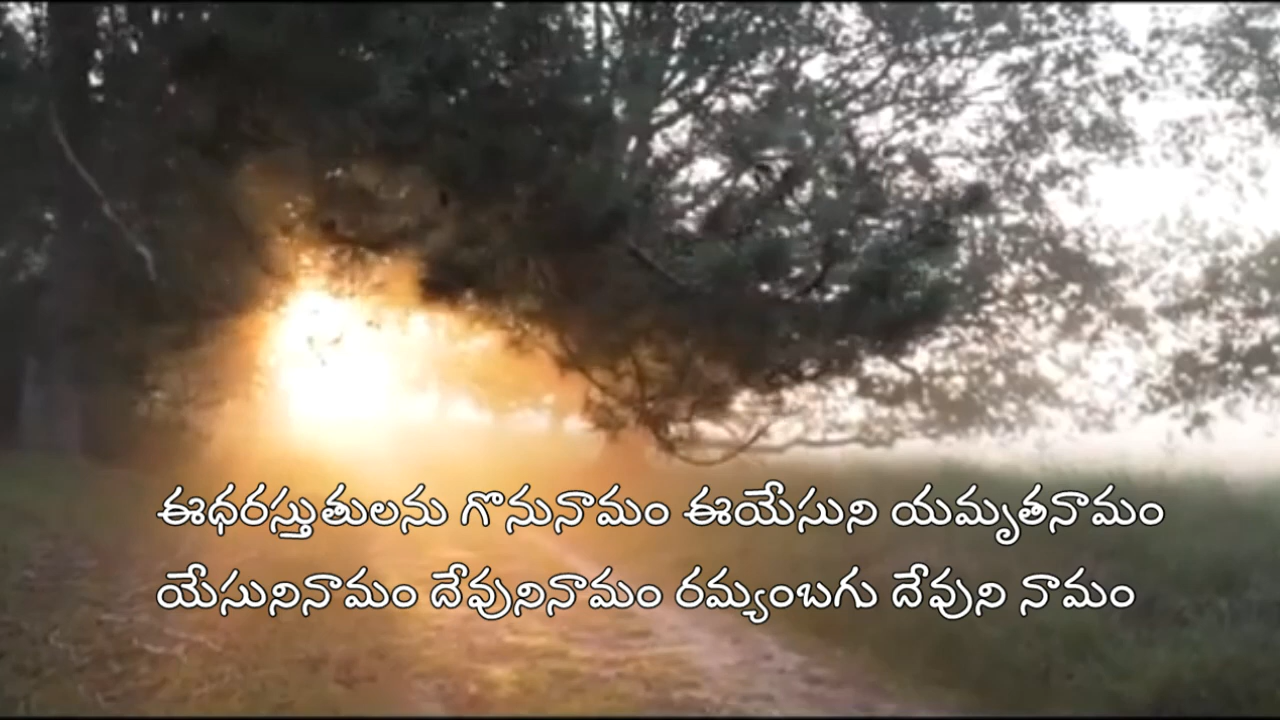 ఈధరస్తుతులను గొనునామం ఈయేసుని యమృతనామం
యేసునినామం దేవునినామం రమ్యంబగు దేవుని నామం